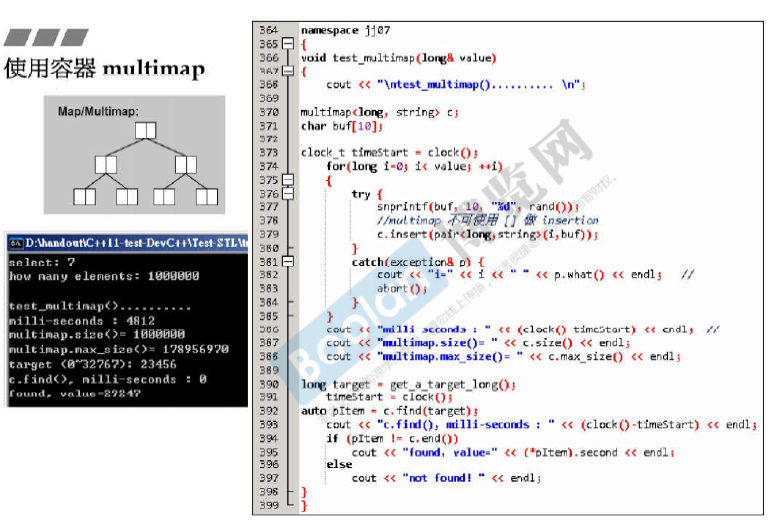 使用容器 multimap
Map/Multimap:
D:\handout\C++11-test-DevC++\Test-STL\t
select: 7
how many elements: 1000000
test_multimap()..........
milli-seconds : 4812
multimap.size()= 1000000
multimap.max_size()= 178956970
target (0~32767): 23456
c.find(), milli-seconds : 0
found, value=29247
364 namespace jj07
365 {
366 void test_multimap(long& value)
367 {
368 cout << "\ntest_multimap().......... \n";
369
370 multimap<long, string> c;
371 char buf[10];
372
373 clock_t timeStart = clock();
374 for(long i=0; i< value; ++i)
375 {
376 try {
377 snprintf(buf, 10, "%d", rand());
378 //multimap 不可使用 [] 做 insertion
379 c.insert(pair<long,string>(i,buf));
380 }
381 catch(exception& p) {
382 cout << "i=" << i << " " << p.what() << endl; //
383 abort();
384 }
385 }
386 cout << "milli-seconds : " << (clock()-timeStart) << endl; //
387 cout << "multimap.size()= " << c.size() << endl;
388 cout << "multimap.max_size()= " << c.max_size() << endl;
389
390 long target = get_a_target_long();
391 timeStart = clock();
392 auto pItem = c.find(target);
393 cout << "c.find(), milli-seconds : " << (clock()-timeStart) << endl;
394 if (pItem != c.end())
395 cout << "found, value=" << (*pItem).second << endl;
396 else
397 cout << "not found! " << endl;
398 }
399 }
Boolan
博览网